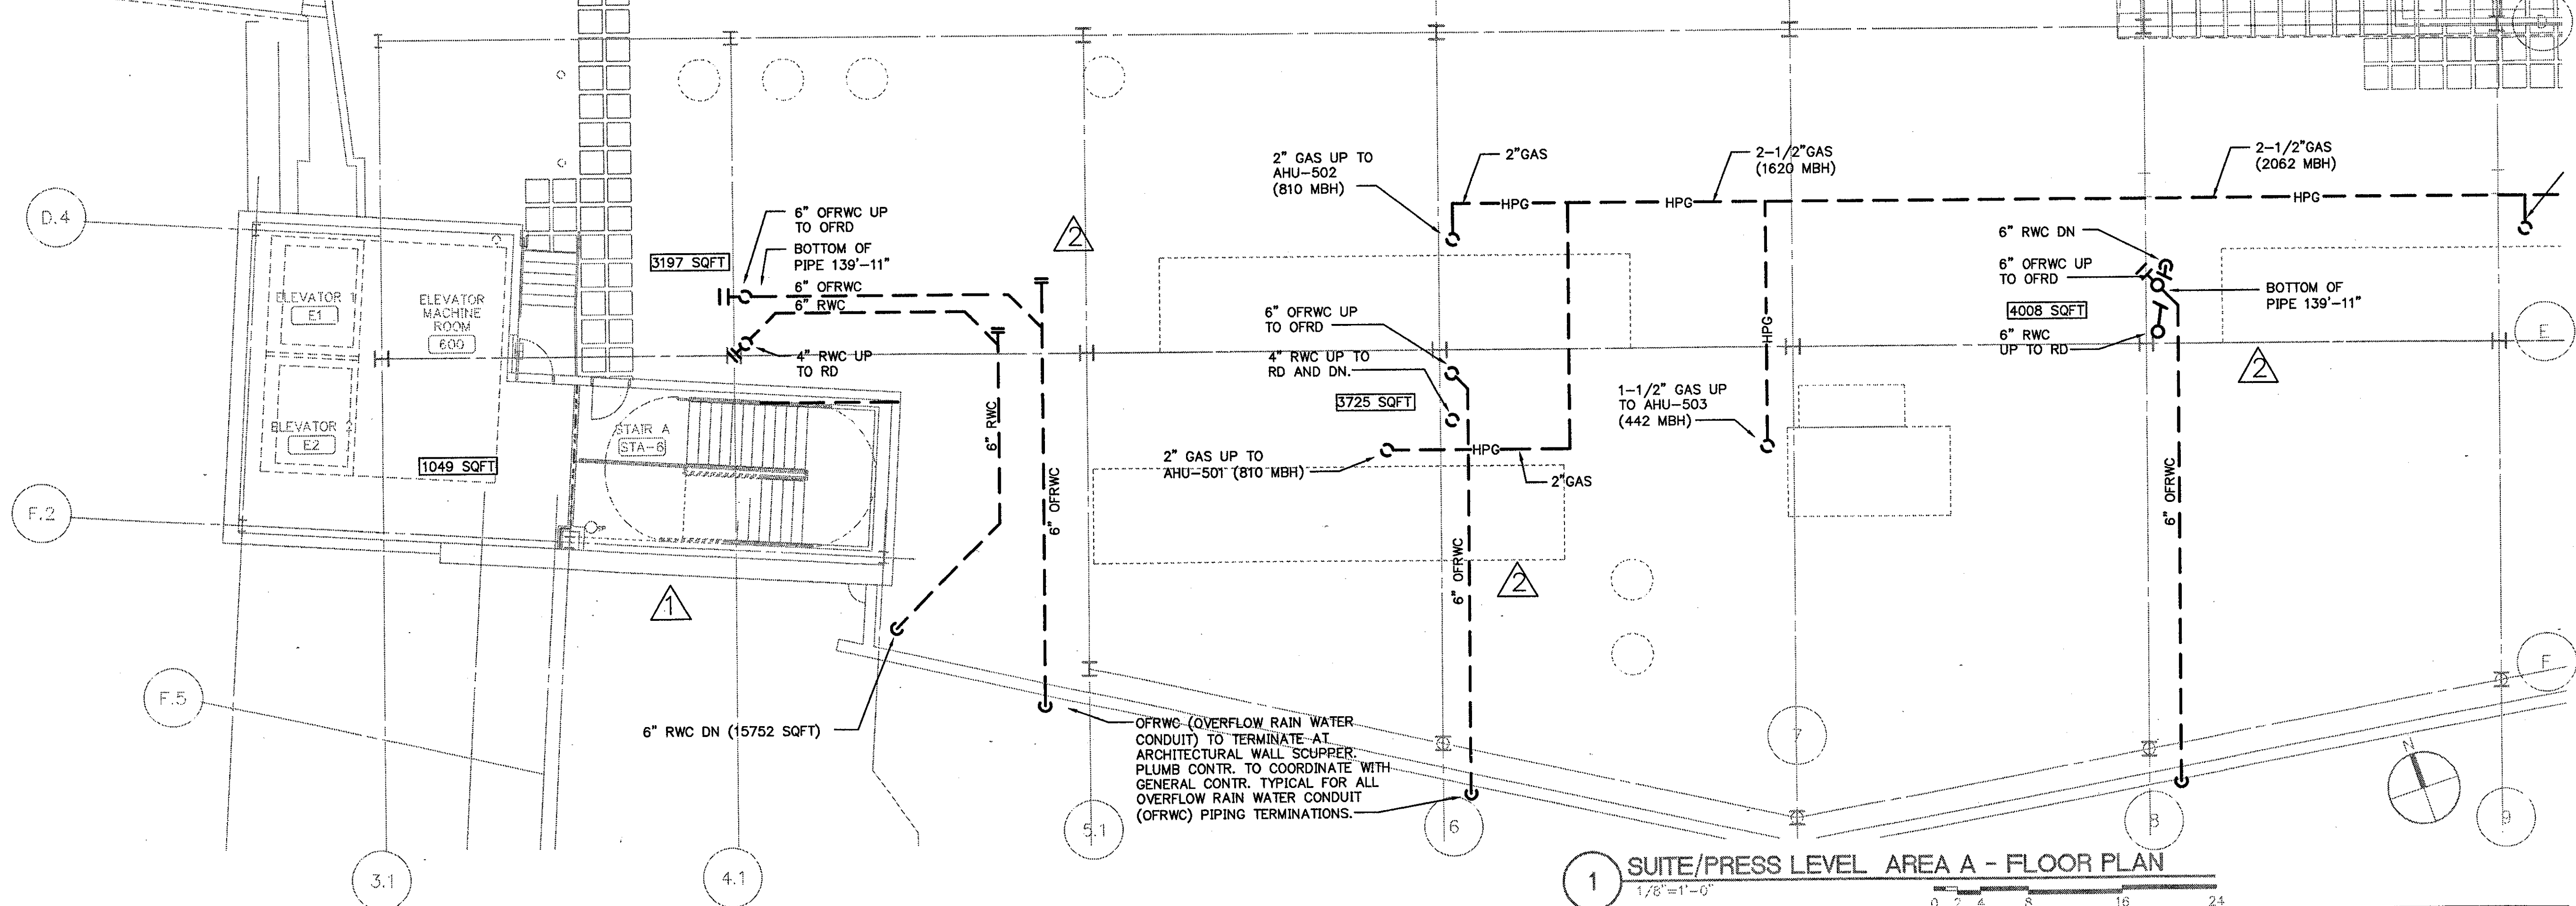 D.4
F.2
F.5
3.1
4.1
5.1
6
7
8
9
E
F
ELEVATOR 1
E1
ELEVATOR
MACHINE
ROOM
600
ELEVATOR 2
E2
1049 SQFT
STAIR A
STA-6
3197 SQFT
6" OFRWC UP
TO OFRD
BOTTOM OF
PIPE 139'-11"
6" OFRWC
6" RWC
4" RWC UP
TO RD
6" RWC
6" OFRWC
2
1
6" RWC DN (15752 SQFT)
OFRWC (OVERFLOW RAIN WATER
CONDUIT) TO TERMINATE AT
ARCHITECTURAL WALL SCUPPER.
PLUMB CONTR. TO COORDINATE WITH
GENERAL CONTR. TYPICAL FOR ALL
OVERFLOW RAIN WATER CONDUIT
(OFRWC) PIPING TERMINATIONS.
2" GAS UP TO
AHU-502
(810 MBH)
2"GAS
HPG
HPG
2-1/2"GAS
(1620 MBH)
2-1/2"GAS
(2062 MBH)
HPG
6" OFRWC UP
TO OFRD
4" RWC UP TO
RD AND DN.
3725 SQFT
2" GAS UP TO
AHU-501 (810 MBH)
HPG
2"GAS
6" OFRWC
2
HPG
1-1/2" GAS UP
TO AHU-503
(442 MBH)
6" RWC DN
6" OFRWC UP
TO OFRD
4008 SQFT
6" RWC
UP TO RD
BOTTOM OF
PIPE 139'-11"
6" OFRWC
2
N
1
SUITE/PRESS LEVEL AREA A - FLOOR PLAN
1/8"=1'-0"
0 2 4 8 16 24